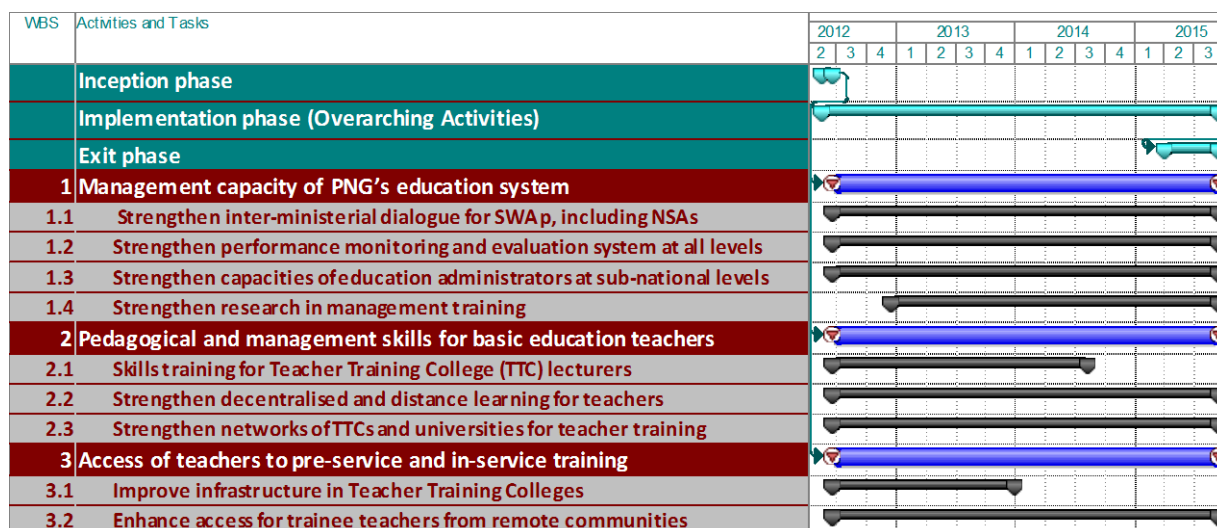 WBS Activities and Tasks
2012 2013 2014 2015
2 3 4 1 2 3 4 1 2 3 4 1 2 3
Inception phase
Implementation phase (Overarching Activities)
Exit phase
1 Management capacity of PNG's education system
1.1 Strengthen inter-ministerial dialogue for SWAp, including NSAs
1.2 Strengthen performance monitoring and evaluation system at all levels
1.3 Strengthen capacities of education administrators at sub-national levels
1.4 Strengthen research in management training
2 Pedagogical and management skills for basic education teachers
2.1 Skills training for Teacher Training College (TTC) lecturers
2.2 Strengthen decentralised and distance learning for teachers
2.3 Strengthen networks of TTCs and universities for teacher training
3 Access of teachers to pre-service and in-service training
3.1 Improve infrastructure in Teacher Training Colleges
3.2 Enhance access for trainee teachers from remote communities